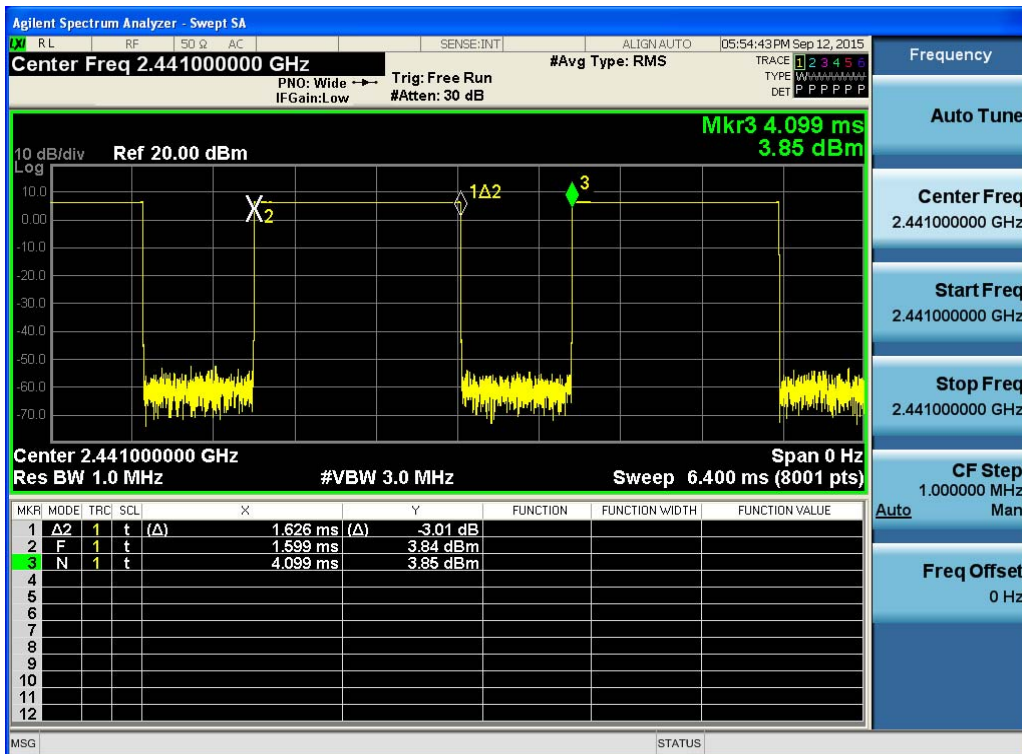 Agilent Spectrum Analyzer - Swept SA
LXI RL RF 50 Ω AC SENSE:INT ALIGN AUTO 05:54:43 PM Sep 12, 2015
Center Freq 2.441000000 GHz
PNO: Wide
IFGain:Low
Trig: Free Run
#Atten: 30 dB
#Avg Type: RMS
TRACE 1 2 3 4 5 6
TYPE W
DET P P P P P P
Mkr3 4.099 ms
3.85 dBm
10 dB/div Ref 20.00 dBm
Log
10.0
0.00
-10.0
-20.0
-30.0
-40.0
-50.0
-60.0
-70.0
2
1Δ2
3
Center 2.441000000 GHz Span 0 Hz
Res BW 1.0 MHz #VBW 3.0 MHz Sweep 6.400 ms (8001 pts)
MKR MODE TRC SCL X Y FUNCTION FUNCTION WIDTH FUNCTION VALUE
1 Δ2 1 t (Δ) 1.626 ms (Δ) -3.01 dB
2 F 1 t 1.599 ms 3.84 dBm
3 N 1 t 4.099 ms 3.85 dBm
4
5
6
7
8
9
10
11
12
MSG STATUS
Frequency
Auto Tune
Center Freq
2.441000000 GHz
Start Freq
2.441000000 GHz
Stop Freq
2.441000000 GHz
CF Step
1.000000 MHz
Auto Man
Freq Offset
0 Hz